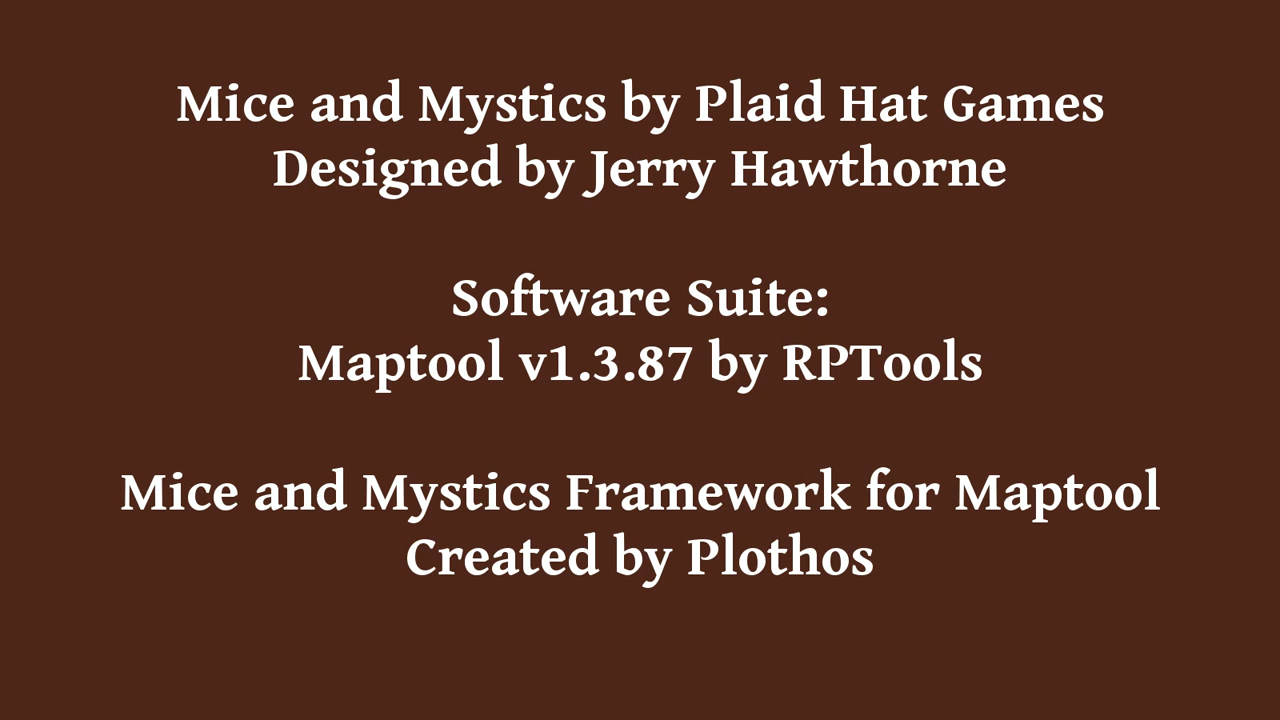 Mice and Mystics by Plaid Hat Games
Designed by Jerry Hawthorne
Software Suite:
Maptool v1.3.87 by RPTools
Mice and Mystics Framework for Maptool
Created by Plothos